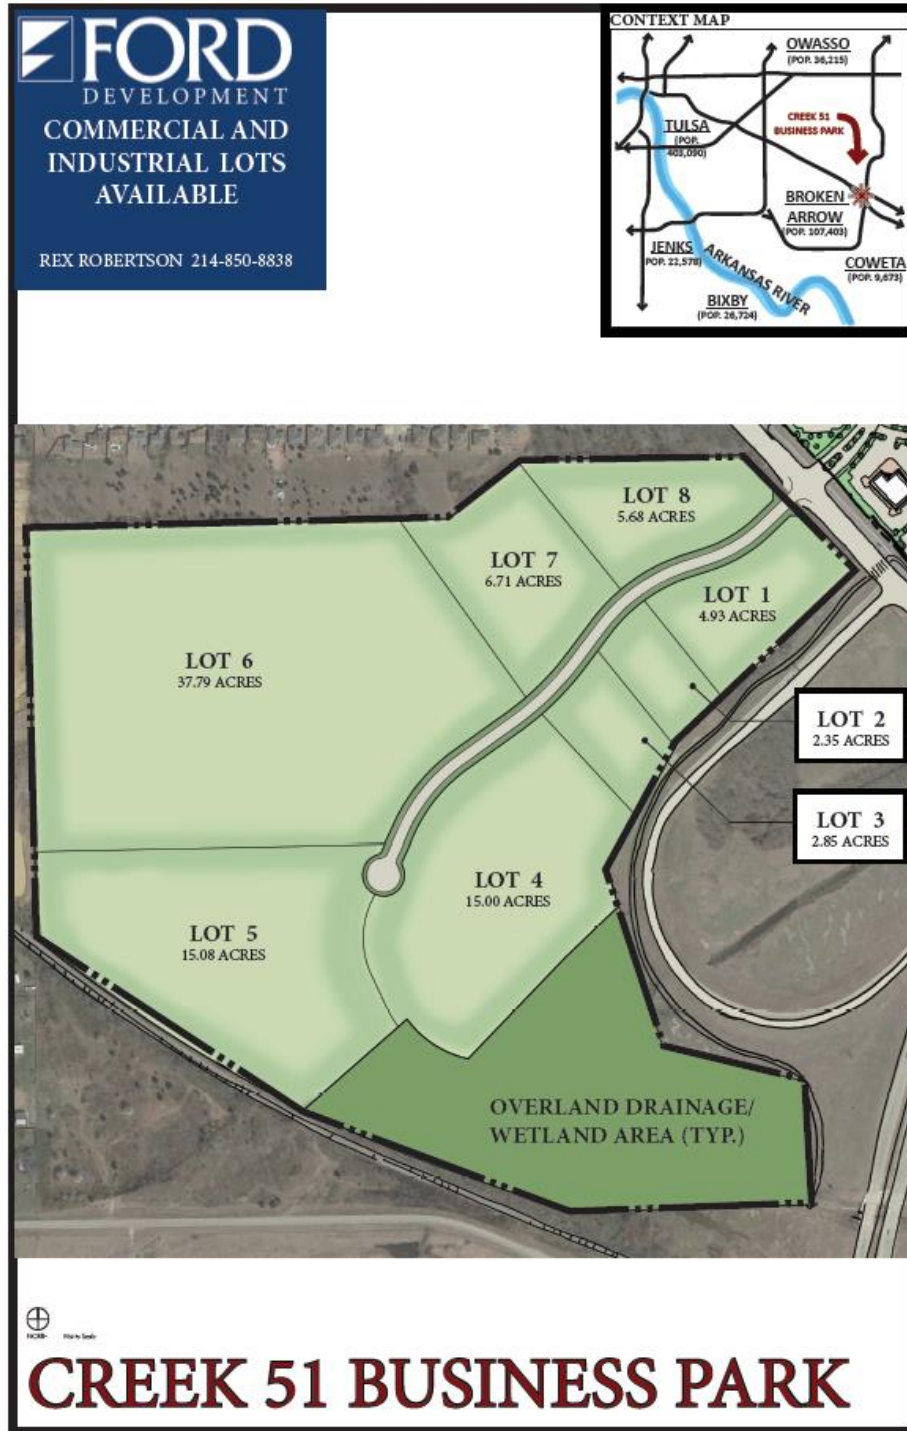 FORD
DEVELOPMENT
COMMERCIAL AND
INDUSTRIAL LOTS
AVAILABLE
REX ROBERTSON 214-850-8838
CONTEXT MAP
OWASSO
(POP. 36,215)
TULSA
(POP.
403,090)
CREEK 51
BUSINESS PARK
BROKEN
ARROW
(POP. 107,403)
JENKS
POP. 22,578)
ARKANSAS RIVER
COWETA
(POP. 9,673)
BIXBY
(POP. 26,724)
LOT 8
5.68 ACRES
LOT 7
6.71 ACRES
LOT 1
4.93 ACRES
LOT 6
37.79 ACRES
LOT 2
2.35 ACRES
LOT 3
2.85 ACRES
LOT 4
15.00 ACRES
LOT 5
15.08 ACRES
OVERLAND DRAINAGE/
WETLAND AREA (TYP.)
Not to Scale
CREEK 51 BUSINESS PARK